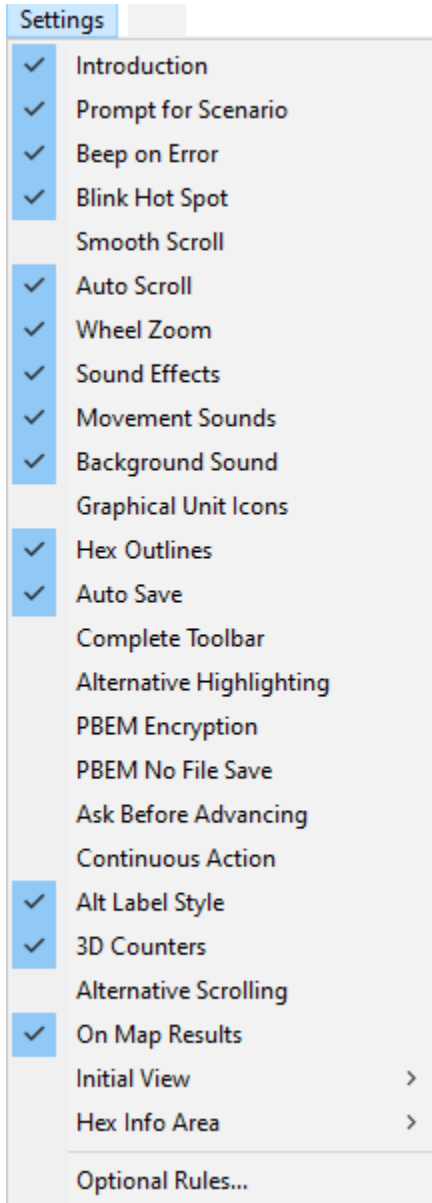 Settings
Introduction
Prompt for Scenario
Beep on Error
Blink Hot Spot
Smooth Scroll
Auto Scroll
Wheel Zoom
Sound Effects
Movement Sounds
Background Sound
Graphical Unit Icons
Hex Outlines
Auto Save
Complete Toolbar
Alternative Highlighting
PBEM Encryption
PBEM No File Save
Ask Before Advancing
Continuous Action
Alt Label Style
3D Counters
Alternative Scrolling
On Map Results
Initial View
Hex Info Area
Optional Rules...